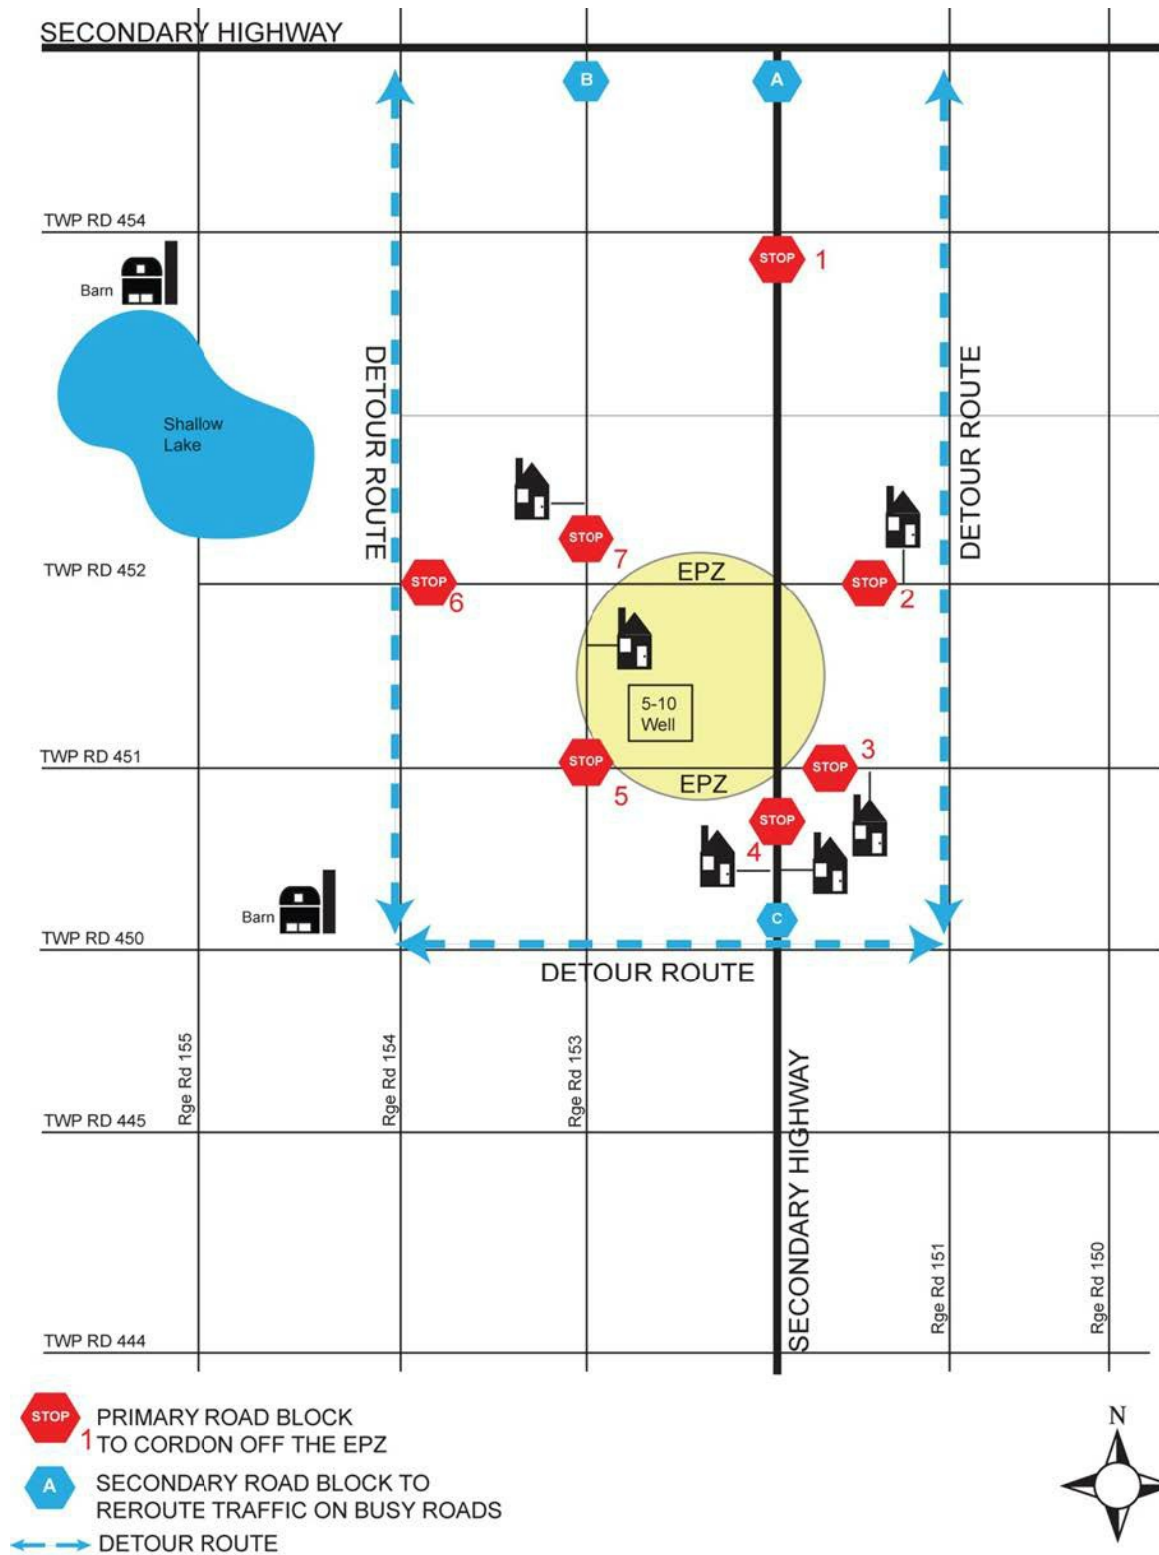 SECONDARY HIGHWAY
B
A
TWP RD 454
STOP 1
Barn
DETOUR ROUTE
DETOUR ROUTE
Shallow
Lake
STOP
7
TWP RD 452
STOP
6
EPZ
STOP
2
5-10
Well
TWP RD 451
STOP
5
EPZ
STOP
3
STOP
4
Barn
C
TWP RD 450
DETOUR ROUTE
Rge Rd 155
Rge Rd 154
Rge Rd 153
SECONDARY HIGHWAY
TWP RD 445
Rge Rd 151
Rge Rd 150
TWP RD 444
STOP
1
PRIMARY ROAD BLOCK
TO CORDON OFF THE EPZ
N
A
SECONDARY ROAD BLOCK TO
REROUTE TRAFFIC ON BUSY ROADS
DETOUR ROUTE